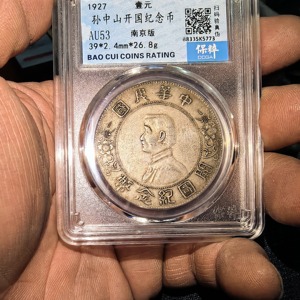 1927 壹元
孙中山开国纪念币
AU53 南京版
39*2.4mm*26.8g
BAO CUI COINS RATING
保粹
中華民國
開國紀念幣